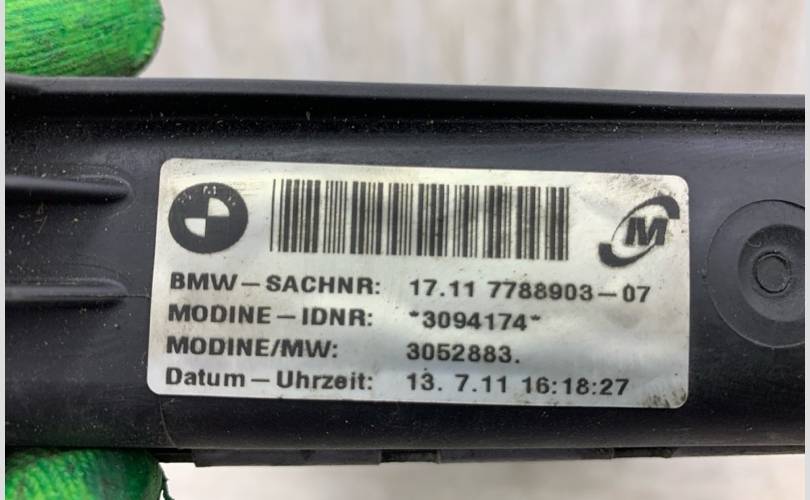 BMW
M
BMW-SACHNR: 17.11 7788903-07
MODINE-IDNR: *3094174*
MODINE/MW: 3052883.
Datum-Uhrzeit: 13. 7.11 16:18:27